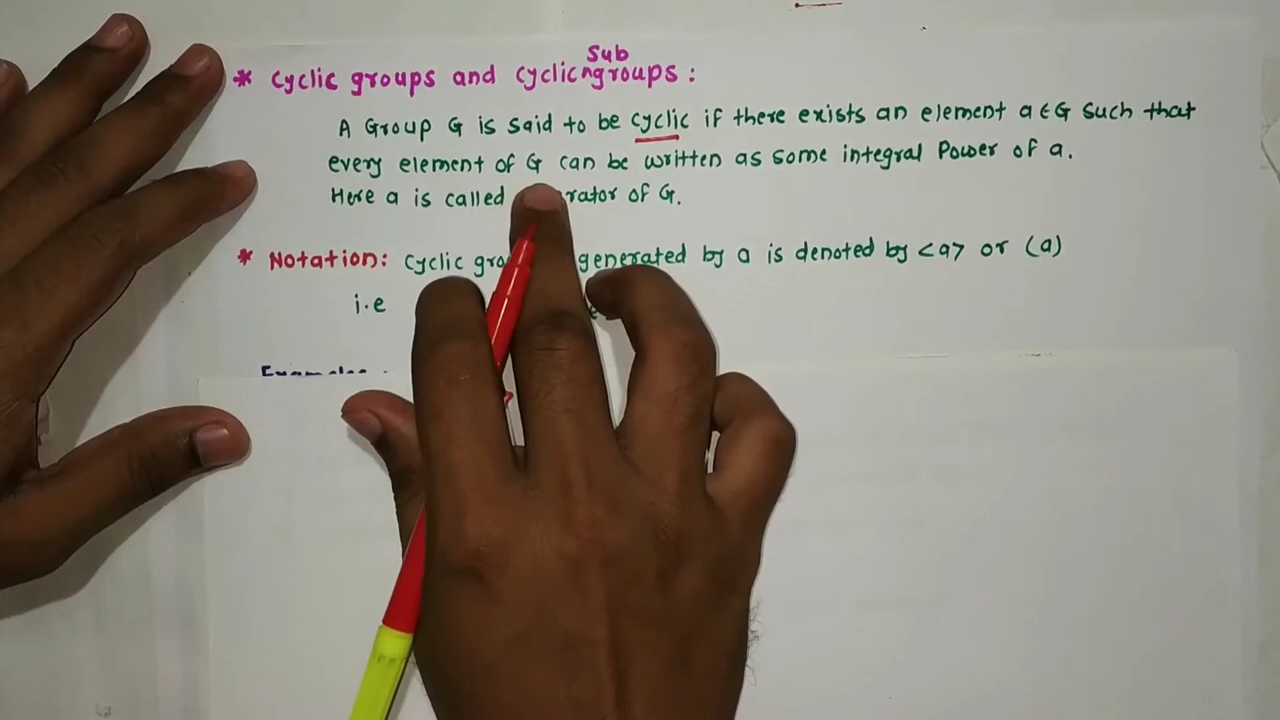 * Cyclic groups and cyclic Sub groups :
A Group G is said to be cyclic if there exists an element a ∈ G such that
every element of G can be written as some integral Power of a.
Here a is called of G.
* Notation: cyclic generated by a is denoted by <a> or (a)
i.e